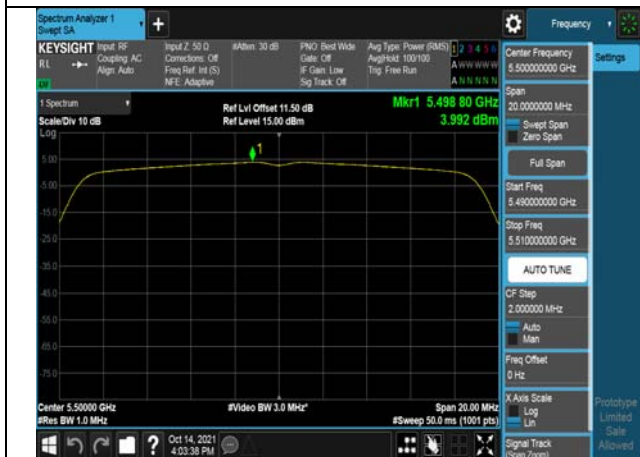 Spectrum Analyzer 1
Swept SA
+
Frequency
KEYSIGHT
RL
Input: RF
Coupling: AC
Align: Auto
Input Z: 50 Ω
Corrections: Off
Freq Ref: Int (S)
NFE: Adaptive
#Atten: 30 dB
PNO: Best Wide
Gate: Off
IF Gain: Low
Sig Track: Off
Avg Type: Power (RMS)
Avg|Hold: 100/100
Trig: Free Run
1 2 3 4 5 6
A W W W W W
A N N N N N
1 Spectrum
Scale/Div 10 dB
Log
Ref Lvl Offset 11.50 dB
Ref Level 15.00 dBm
Mkr1 5.498 80 GHz
3.992 dBm
1
5.00
-5.00
-15.0
-25.0
-35.0
-45.0
-55.0
-65.0
-75.0
Center 5.50000 GHz
#Res BW 1.0 MHz
#Video BW 3.0 MHz*
Span 20.00 MHz
#Sweep 50.0 ms (1001 pts)
Center Frequency
5.500000000 GHz
Settings
Span
20.0000000 MHz
Swept Span
Zero Span
Full Span
Start Freq
5.490000000 GHz
Stop Freq
5.510000000 GHz
AUTO TUNE
CF Step
2.000000 MHz
Auto
Man
Freq Offset
0 Hz
X Axis Scale
Log
Lin
Signal Track
(Span Zoom)
Prototype
Limited
Sale
Allowed
?
Oct 14, 2021
4:03:38 PM